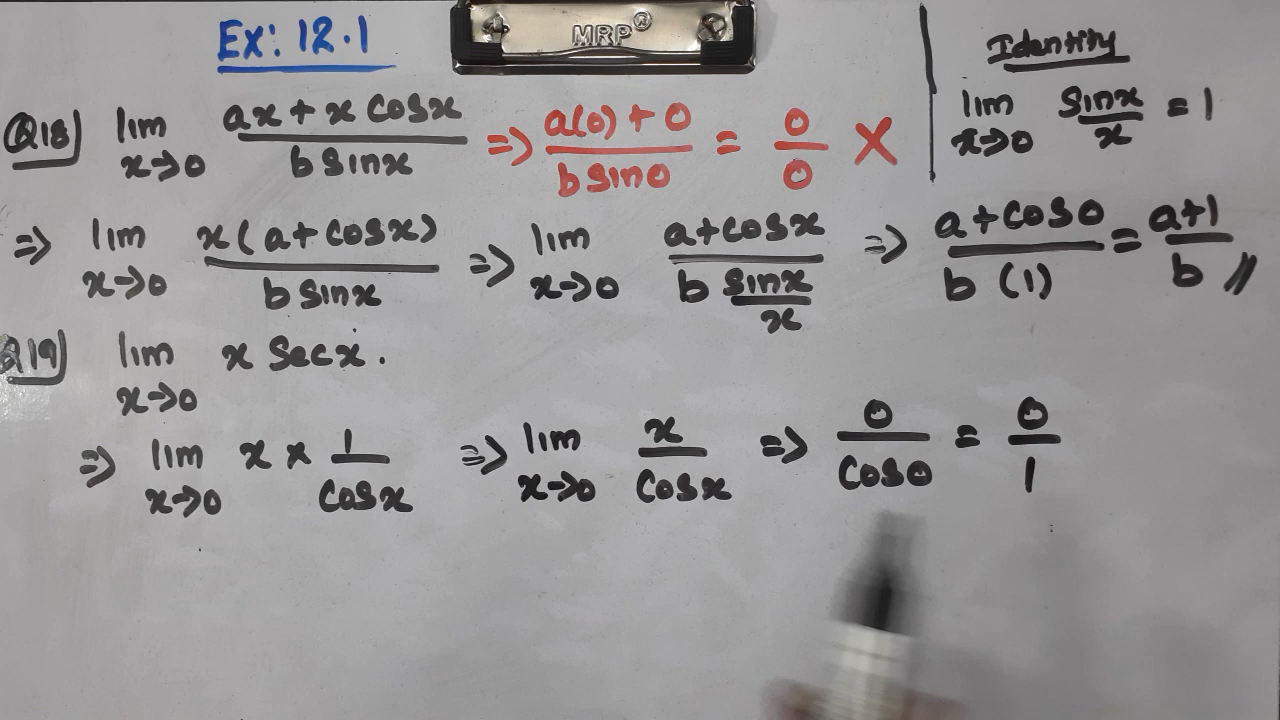 Ex: 12.1
MRP®
Identity
lim x→0 sinx/x = 1
Q18) lim x→0 (ax + x cosx)/(b sinx) => (a(0) + 0)/(b sin0) = 0/0 X
=> lim x→0 x(a + cosx)/(b sinx) => lim x→0 (a + cosx)/(b sinx/x) => (a + cos0)/(b (1)) = (a+1)/b //
Q19) lim x→0 x secx.
=> lim x→0 x × 1/cosx => lim x→0 x/cosx => 0/cos0 = 0/1